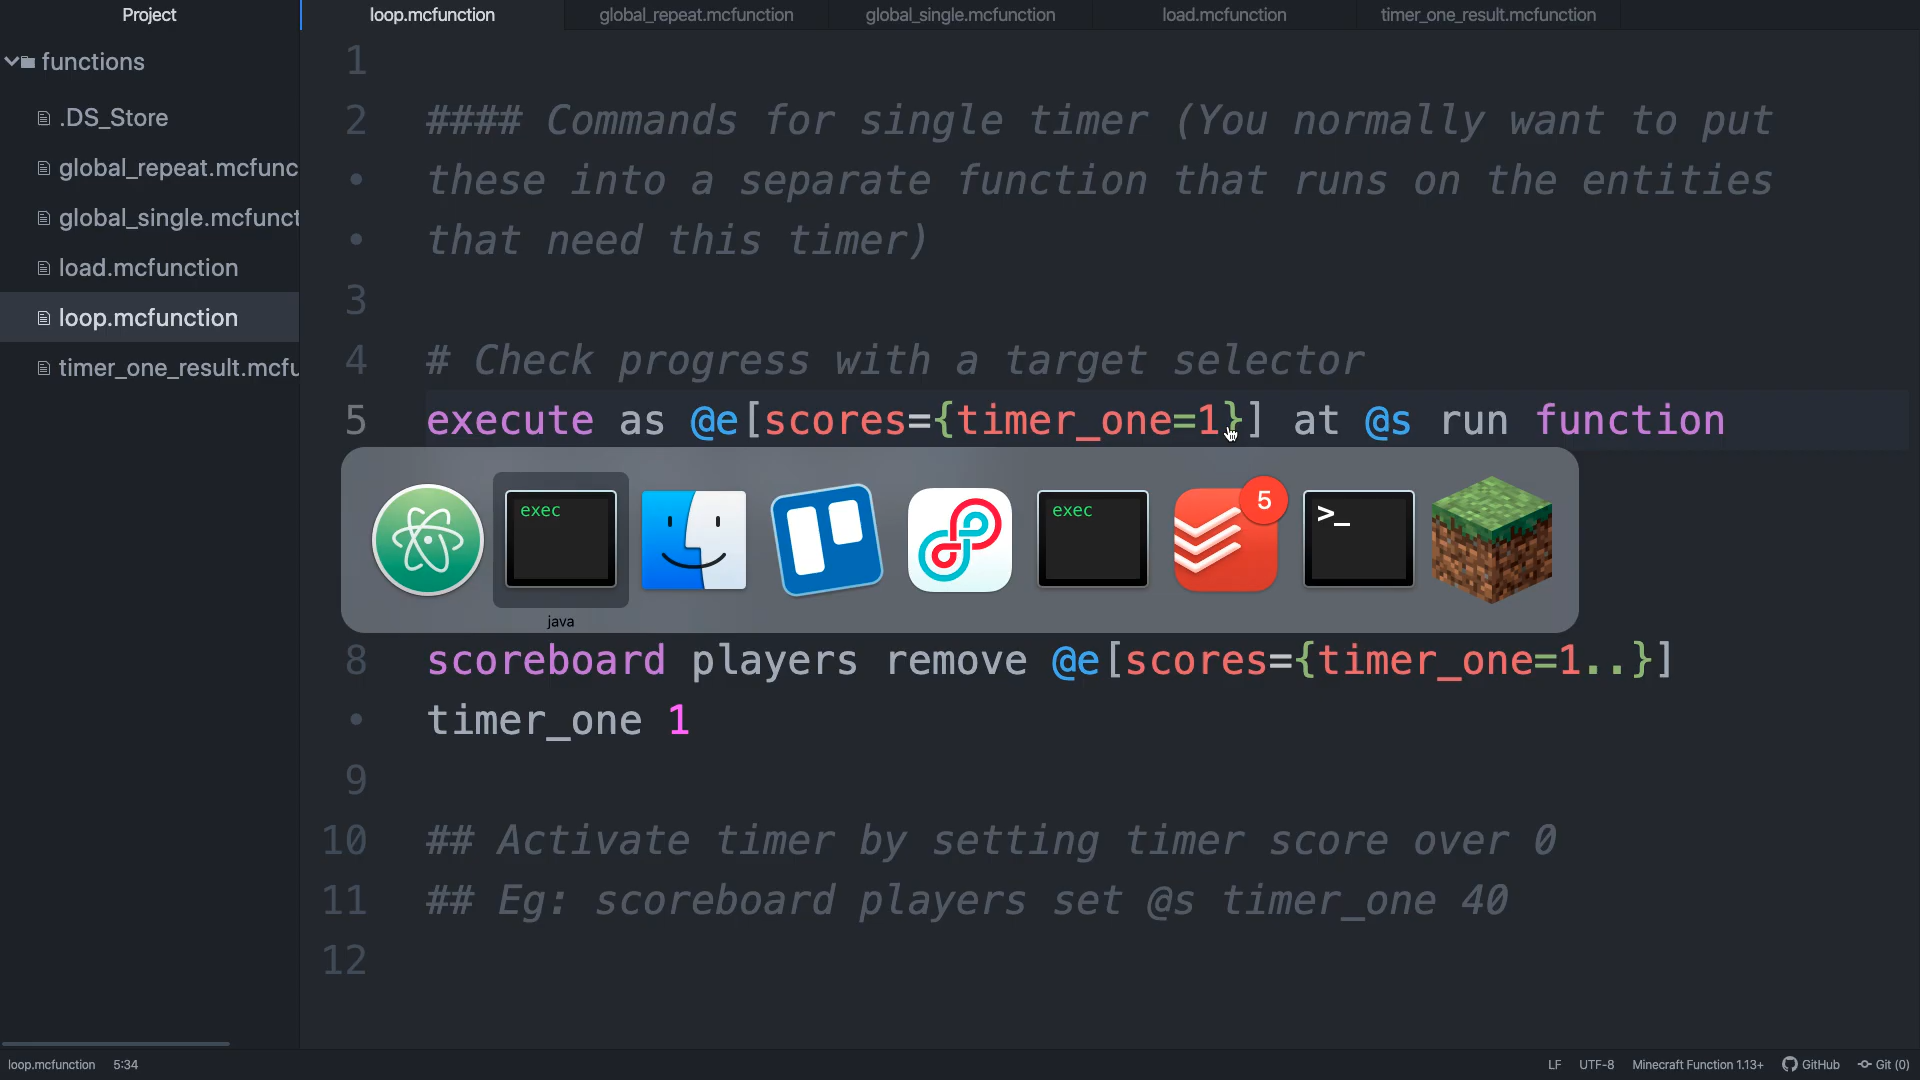 Project
loop.mcfunction
global_repeat.mcfunction
global_single.mcfunction
load.mcfunction
timer_one_result.mcfunction
functions
.DS_Store
global_repeat.mcfunc
global_single.mcfunct
load.mcfunction
loop.mcfunction
timer_one_result.mcfu
1
2 #### Commands for single timer (You normally want to put
• these into a separate function that runs on the entities
• that need this timer)
3
4 # Check progress with a target selector
5 execute as @e[scores={timer_one=1}] at @s run function
exec
exec
5
>_
java
8 scoreboard players remove @e[scores={timer_one=1..}]
• timer_one 1
9
10 ## Activate timer by setting timer score over 0
11 ## Eg: scoreboard players set @s timer_one 40
12
loop.mcfunction 5:34
LF UTF-8 Minecraft Function 1.13+ GitHub Git (0)